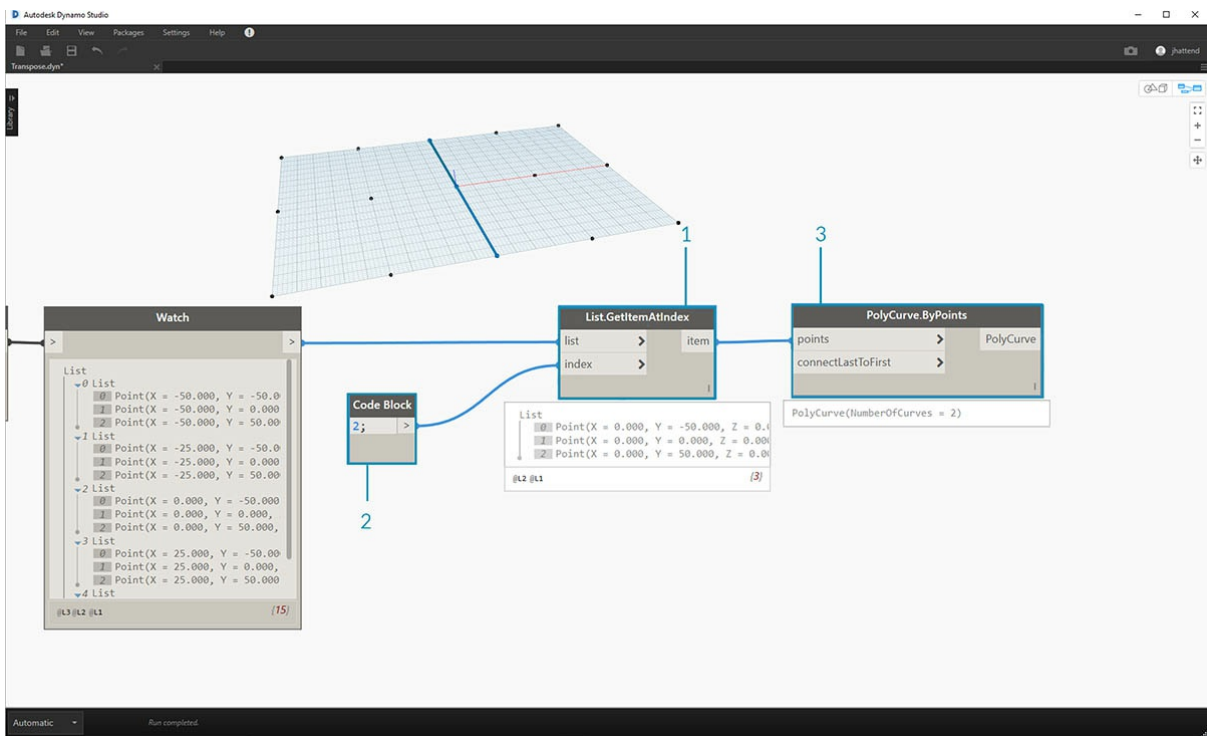 Autodesk Dynamo Studio
File Edit View Packages Settings Help
jhattend
Transpose.dyn*
Library
1
3
Watch
>
>
List
0 List
0 Point(X = -50.000, Y = -50.0
1 Point(X = -50.000, Y = 0.000
2 Point(X = -50.000, Y = 50.00
1 List
0 Point(X = -25.000, Y = -50.0
1 Point(X = -25.000, Y = 0.000
2 Point(X = -25.000, Y = 50.00
2 List
0 Point(X = 0.000, Y = -50.000
1 Point(X = 0.000, Y = 0.000,
2 Point(X = 0.000, Y = 50.000,
3 List
0 Point(X = 25.000, Y = -50.00
1 Point(X = 25.000, Y = 0.000,
2 Point(X = 25.000, Y = 50.000
4 List
@L3 @L2 @L1 {15}
Code Block
2; >
2
List.GetItemAtIndex
list > item
index >
List
0 Point(X = 0.000, Y = -50.000, Z = 0.0
1 Point(X = 0.000, Y = 0.000, Z = 0.000
2 Point(X = 0.000, Y = 50.000, Z = 0.00
@L2 @L1 {3}
PolyCurve.ByPoints
points > PolyCurve
connectLastToFirst >
PolyCurve(NumberOfCurves = 2)
Automatic
Run completed.